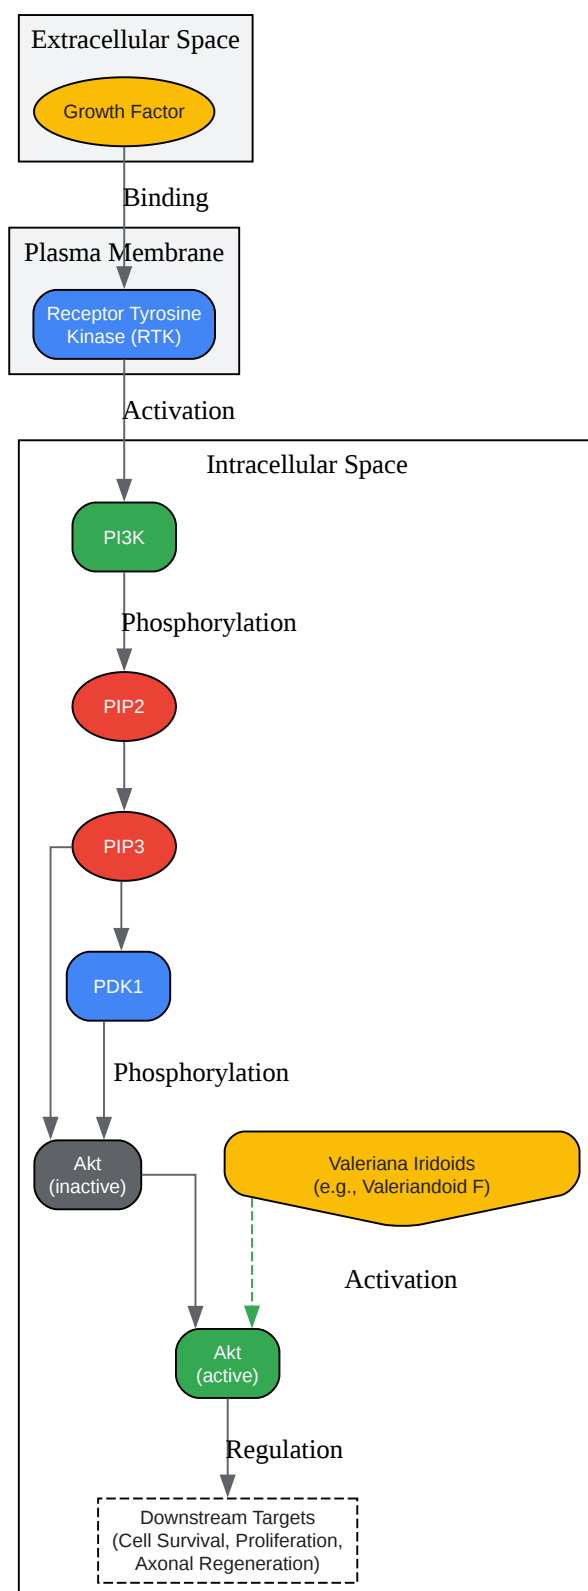 Extracellular Space
Growth Factor
Binding
Plasma Membrane
Receptor Tyrosine
Kinase (RTK)
Activation
Intracellular Space
PI3K
Phosphorylation
PIP2
PIP3
PDK1
Phosphorylation
Akt
(inactive)
Valeriana Iridoids
(e.g., Valeriandoid F)
Activation
Akt
(active)
Regulation
Downstream Targets
(Cell Survival, Proliferation,
Axonal Regeneration)